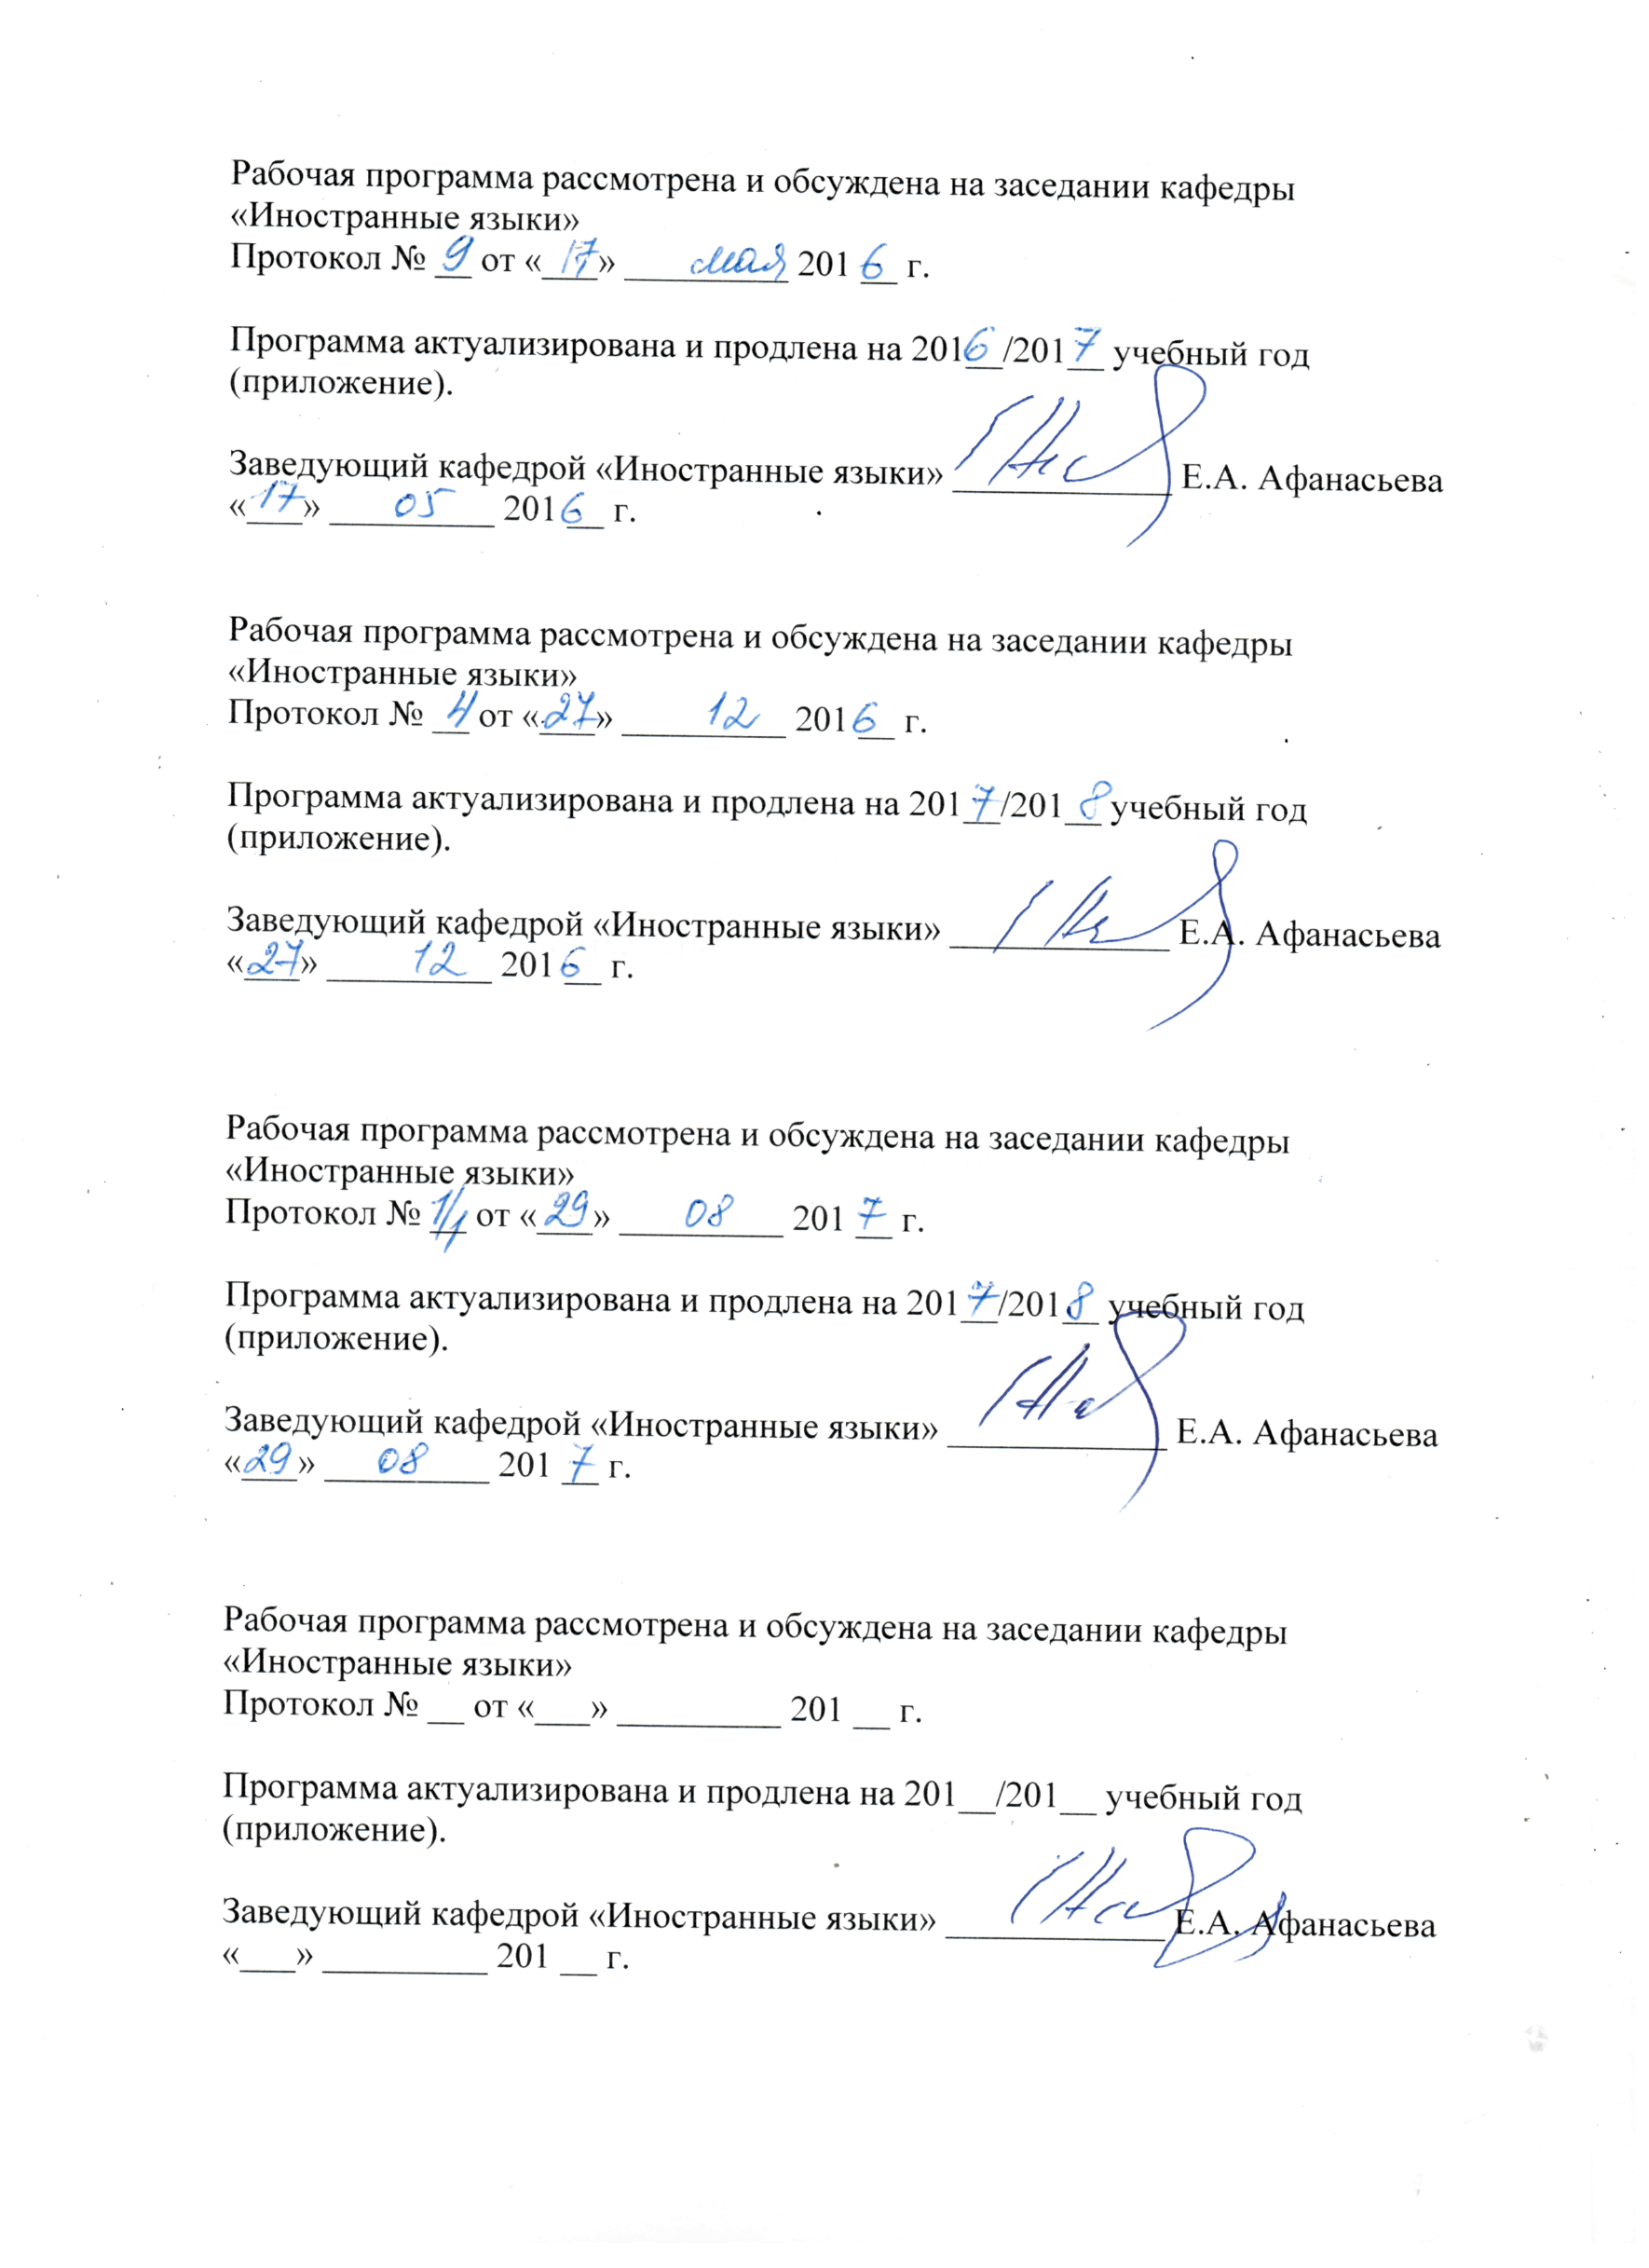 Рабочая программа рассмотрена и обсуждена на заседании кафедры
«Иностранные языки»
Протокол № 9 от «17» мая 2016 г.
Программа актуализирована и продлена на 2016/2017 учебный год
(приложение).
Заведующий кафедрой «Иностранные языки» ____________ Е.А. Афанасьева
«17» 05 2016 г.
Рабочая программа рассмотрена и обсуждена на заседании кафедры
«Иностранные языки»
Протокол № 4 от «27» 12 2016 г.
Программа актуализирована и продлена на 2017/2018 учебный год
(приложение).
Заведующий кафедрой «Иностранные языки» ____________ Е.А. Афанасьева
«27» 12 2016 г.
Рабочая программа рассмотрена и обсуждена на заседании кафедры
«Иностранные языки»
Протокол № 1/1 от «29» 08 2017 г.
Программа актуализирована и продлена на 2017/2018 учебный год
(приложение).
Заведующий кафедрой «Иностранные языки» ____________ Е.А. Афанасьева
«29» 08 2017 г.
Рабочая программа рассмотрена и обсуждена на заседании кафедры
«Иностранные языки»
Протокол № __ от «___» _________ 201 __ г.
Программа актуализирована и продлена на 201__/201__ учебный год
(приложение).
Заведующий кафедрой «Иностранные языки» ____________ Е.А. Афанасьева
«___» _________ 201 __ г.